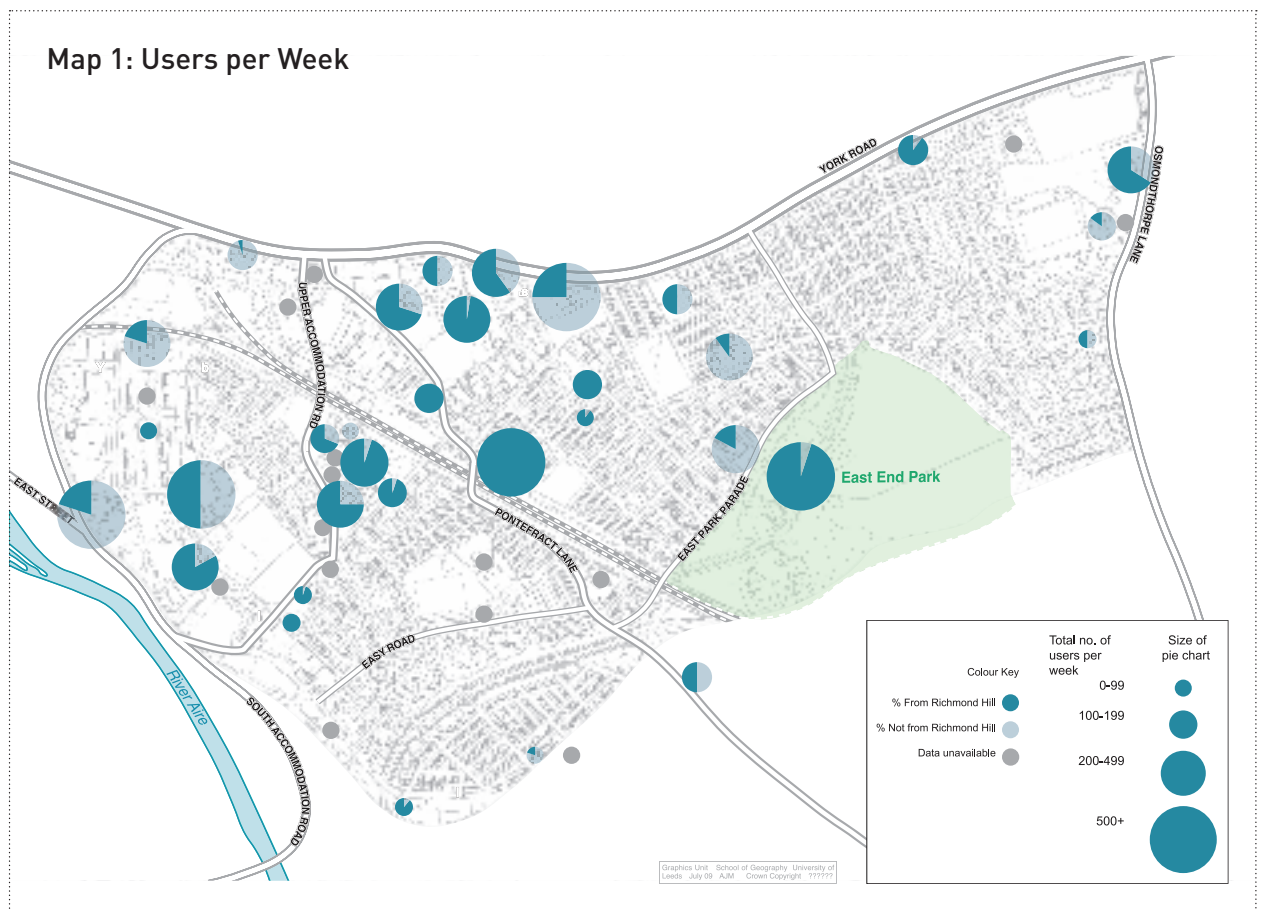 Map 1: Users per Week
YORK ROAD
OSMONDTHORPE LANE
UPPER ACCOMMODATION RD
EAST STREET
PONTEFRACT LANE
EAST PARK PARADE
East End Park
EASY ROAD
River Aire
SOUTH ACCOMMODATION ROAD
Total no. of
users per
week
Size of
pie chart
Colour Key
% From Richmond Hill
% Not from Richmond Hill
Data unavailable
0-99
100-199
200-499
500+
Graphics Unit School of Geography University of
Leeds July 09 AJM Crown Copyright ??????